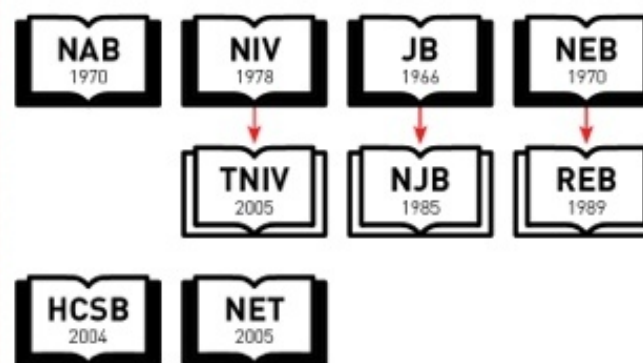 NAB
1970
NIV
1978
JB
1966
NEB
1970
TNIV
2005
NJB
1985
REB
1989
HCSB
2004
NET
2005